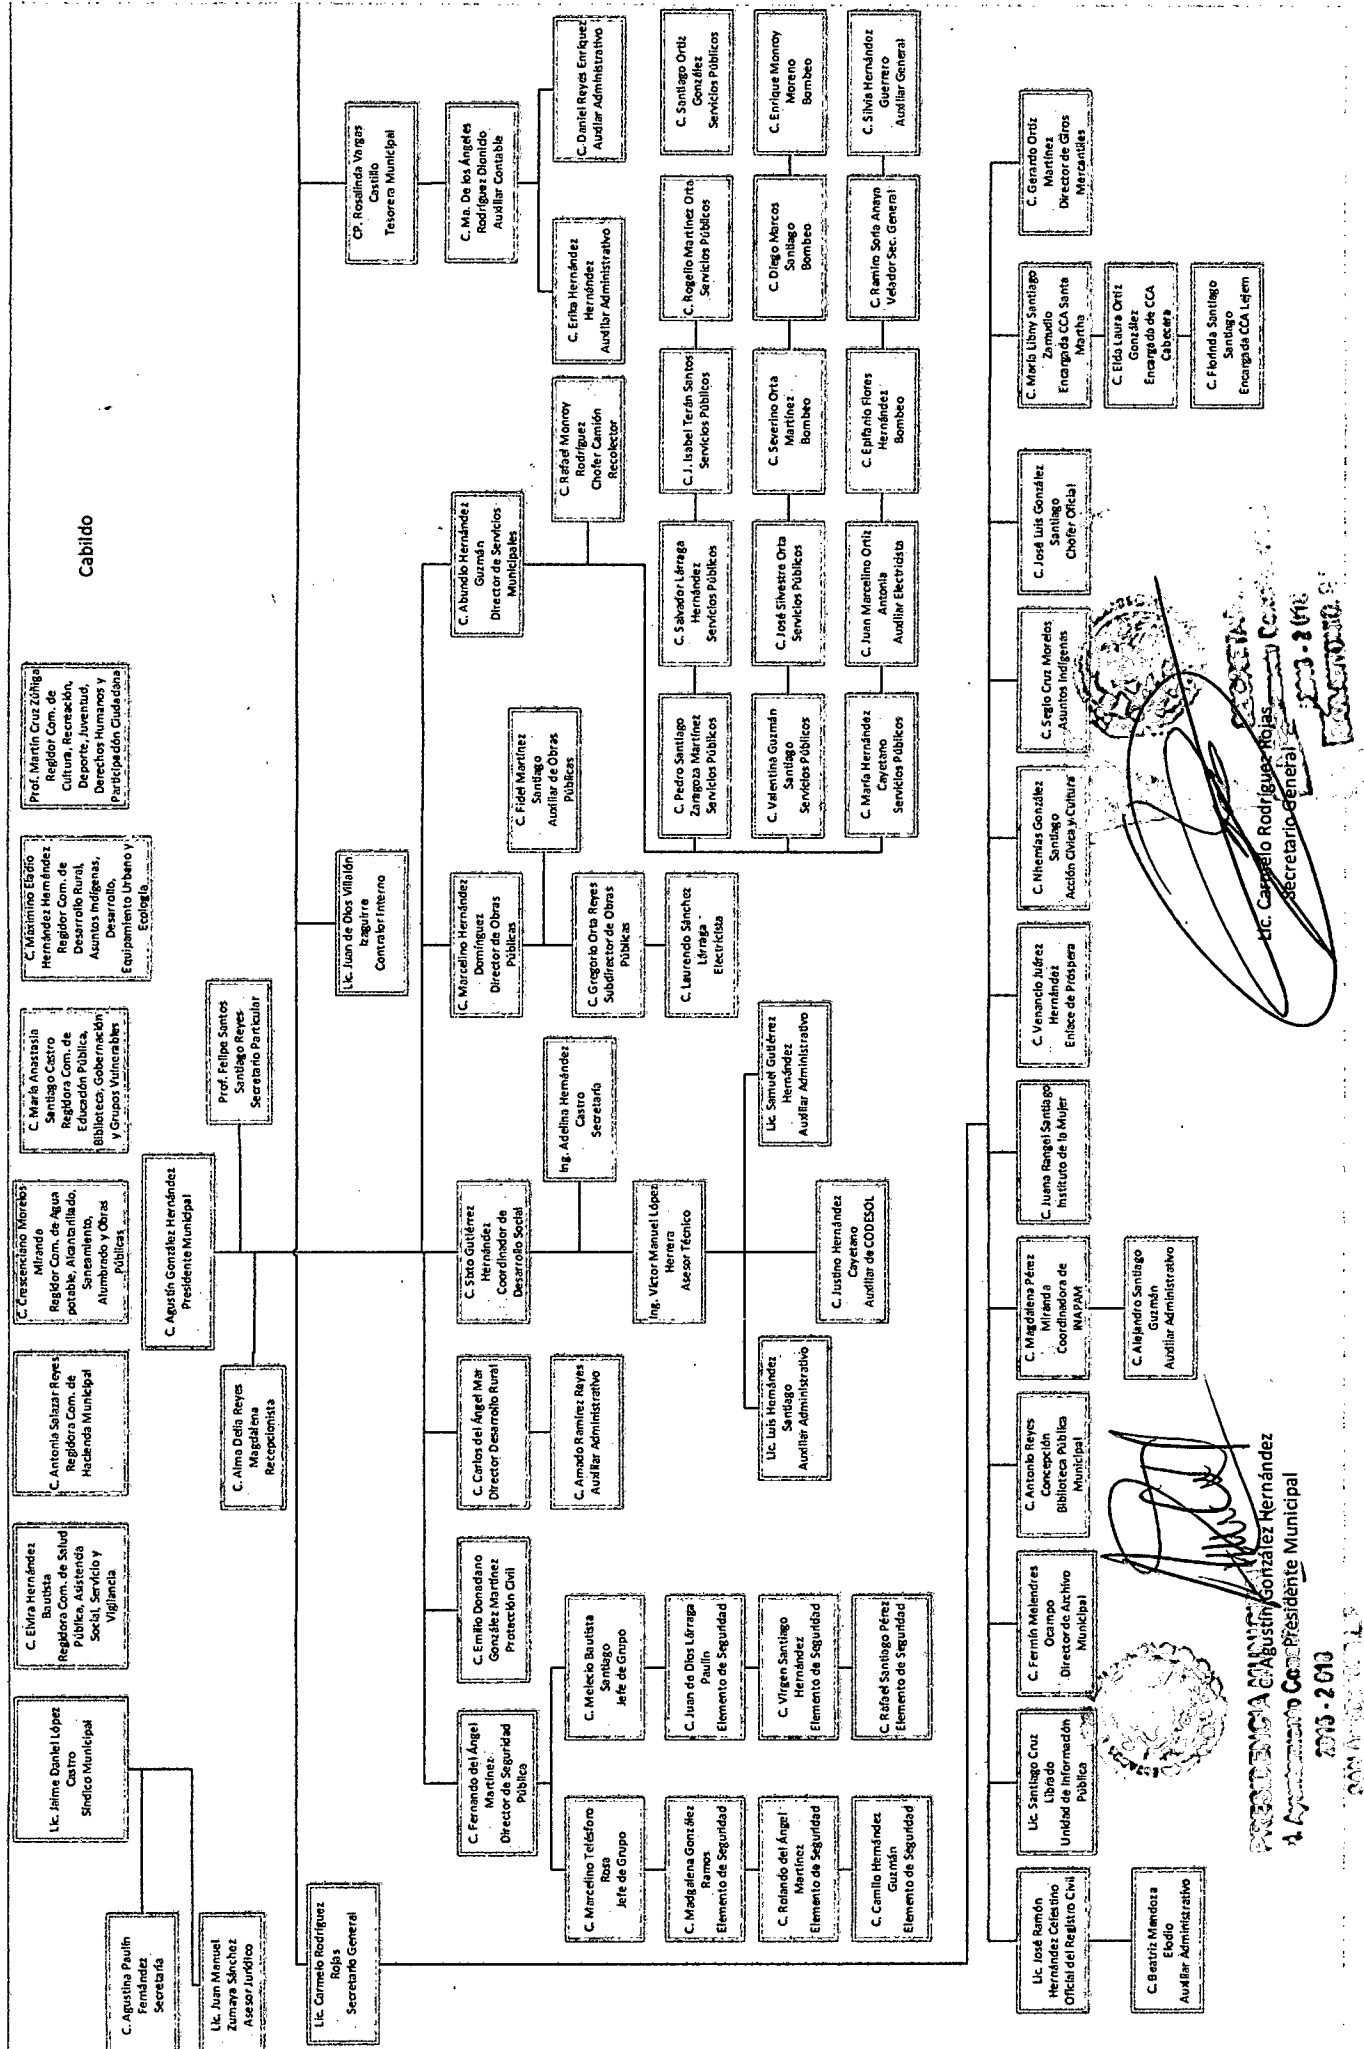 Cabildo
C. Agustina Paulín
Fernández
Secretaría
Lic. Juan Manuel
Zumaya Sánchez
Asesor Jurídico
Lic. Jaime Daniel López
Castro
Síndico Municipal
C. Elvira Hernández
Bautista
Regidora Com. de Salud
Pública, Asistencia
Social, Servicio y
Vigilancia
C. Antonia Salazar Reyes
Regidora Com. de
Hacienda Municipal
C. Crescenciano Morelos
Miranda
Regidor Com. de Agua
potable, Alcantarillado,
Saneamiento,
Alumbrado y Obras
Públicas
C. María Anastasia
Santiago Castro
Regidora Com. de
Educación Pública,
Biblioteca, Gobernación
y Grupos Vulnerables
C. Maximino Eladio
Hernández Hernández
Regidor Com. de
Desarrollo Rural,
Asuntos Indígenas,
Desarrollo,
Equipamiento Urbano y
Ecología
Prof. Martín Cruz Zúñiga
Regidor Com. de
Cultura, Recreación,
Deporte, Juventud,
Derechos Humanos y
Participación Ciudadana
C. Agustín González Hernández
Presidente Municipal
C. Alma Delia Reyes
Magdalena
Recepcionista
Prof. Felipe Santos
Santiago Reyes
Secretario Particular
Lic. Carmelo Rodríguez
Rojas
Secretario General
Lic. Juan de Dios Villalón
Izaguirre
Contralor Interno
CP. Rosalinda Vargas
Castillo
Tesorera Municipal
C. Ma. De los Ángeles
Rodríguez Dionido
Auxiliar Contable
C. Erika Hernández
Hernández
Auxiliar Administrativo
C. Daniel Reyes Enríquez
Auxiliar Administrativo
C. Fernando del Ángel
Martínez
Director de Seguridad
Pública
C. Emilio Donadano
González Martínez
Protección Civil
C. Carlos del Ángel Mar
Director Desarrollo Rural
C. Sixto Gutiérrez
Hernández
Coordinador de
Desarrollo Social
C. Marcelino Hernández
Domínguez
Director de Obras
Públicas
C. Abundio Hernández
Guzmán
Director de Servicios
Municipales
C. Marcelino Telésforo
Rosa
Jefe de Grupo
C. Melecio Bautista
Santiago
Jefe de Grupo
C. Amado Ramírez Reyes
Auxiliar Administrativo
Ing. Adelina Hernández
Castro
Secretaría
C. Fidel Martínez
Santiago
Auxiliar de Obras
Públicas
C. Rafael Monroy
Rodríguez
Chofer Camión
Recolector
C. Madgalena González
Ramos
Elemento de Seguridad
C. Juan de Dios Lárraga
Paulín
Elemento de Seguridad
Ing. Víctor Manuel López
Herrera
Asesor Técnico
C. Gregorio Orta Reyes
Subdirector de Obras
Públicas
C. Laurendo Sánchez
Lárraga
Electricista
C. Rolando del Ángel
Martínez
Elemento de Seguridad
C. Virgen Santiago
Hernández
Elemento de Seguridad
Lic. Luis Hernández
Santiago
Auxiliar Administrativo
Lic. Samuel Gutiérrez
Hernández
Auxiliar Administrativo
C. Camilo Hernández
Guzmán
Elemento de Seguridad
C. Rafael Santiago Pérez
Elemento de Seguridad
C. Justino Hernández
Cayetano
Auxiliar de CODESOL
C. Pedro Santiago
Zaragoza Martínez
Servicios Públicos
C. Salvador Lárraga
Hernández
Servicios Públicos
C. J. Isabel Terán Santos
Servicios Públicos
C. Rogelio Martínez Orta
Servicios Públicos
C. Santiago Ortiz
González
Servicios Públicos
C. Valentina Guzmán
Santiago
Servicios Públicos
C. José Silvestre Orta
Servicios Públicos
C. Severino Orta
Martínez
Bombeo
C. Diego Marcos
Santiago
Bombeo
C. Enrique Monroy
Moreno
Bombeo
C. María Hernández
Cayetano
Servicios Públicos
C. Juan Marcelino Ortiz
Antonia
Auxiliar Electricista
C. Epifanio Flores
Hernández
Bombeo
C. Ramiro Soria Anaya
Velador Sec. General
C. Silvia Hernández
Guerrero
Auxiliar General
Lic. José Ramón
Hernández Celestino
Oficial del Registro Civil
C. Beatriz Mendoza
Elodio
Auxiliar Administrativo
Lic. Santiago Cruz
Librado
Unidad de Información
Pública
C. Fermín Melendres
Ocampo
Director de Archivo
Municipal
C. Antonio Reyes
Concepción
Biblioteca Pública
Municipal
C. Magdalena Pérez
Miranda
Coordinadora de
INAPAM
C. Alejandro Santiago
Guzmán
Auxiliar Administrativo
C. Juana Rangel Santiago
Instituto de la Mujer
C. Venancio Juárez
Hernández
Enlace de Próspera
C. Nhemías González
Santiago
Acción Cívica y Cultura
C. Segio Cruz Morelos
Asuntos Indígenas
C. José Luis González
Santiago
Chofer Oficial
C. María Libny Santiago
Zamudio
Encargada CCA Santa
Martha
C. Elda Laura Ortiz
González
Encargada de CCA
Cabecera
C. Florinda Santiago
Santiago
Encargada CCA Lejem
C. Gerardo Ortiz
Martínez
Director de Giros
Mercantiles
PRESIDENCIA
C. Agustín González Hernández
Presidente Municipal
Lic. Carmelo Rodríguez Rojas
Secretario General